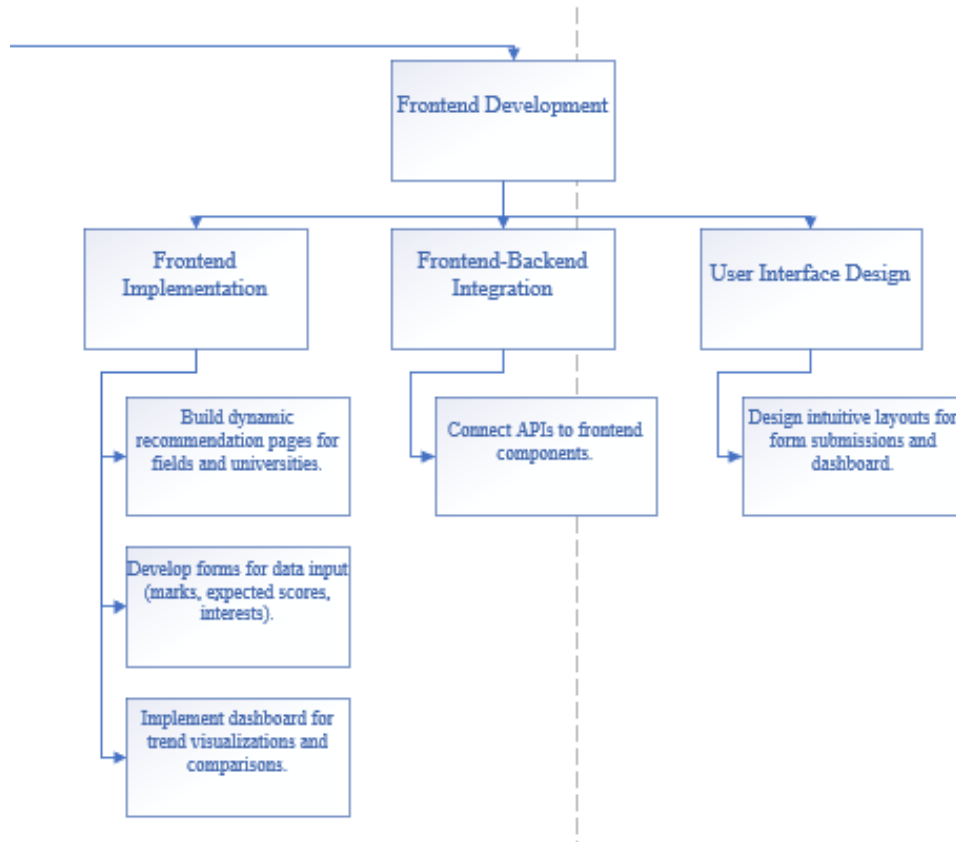 Frontend Development
Frontend
Implementation
Frontend-Backend
Integration
User Interface Design
Build dynamic
recommendation pages for
fields and universities.
Develop forms for data input
(marks, expected scores,
interests).
Implement dashboard for
trend visualizations and
comparisons.
Connect APIs to frontend
components.
Design intuitive layouts for
form submissions and
dashboard.